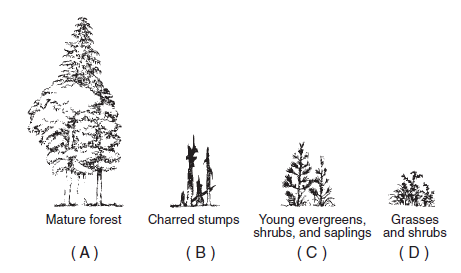 Mature forest
Charred stumps
Young evergreens,
shrubs, and saplings
Grasses
and shrubs
( A )
( B )
( C )
( D )